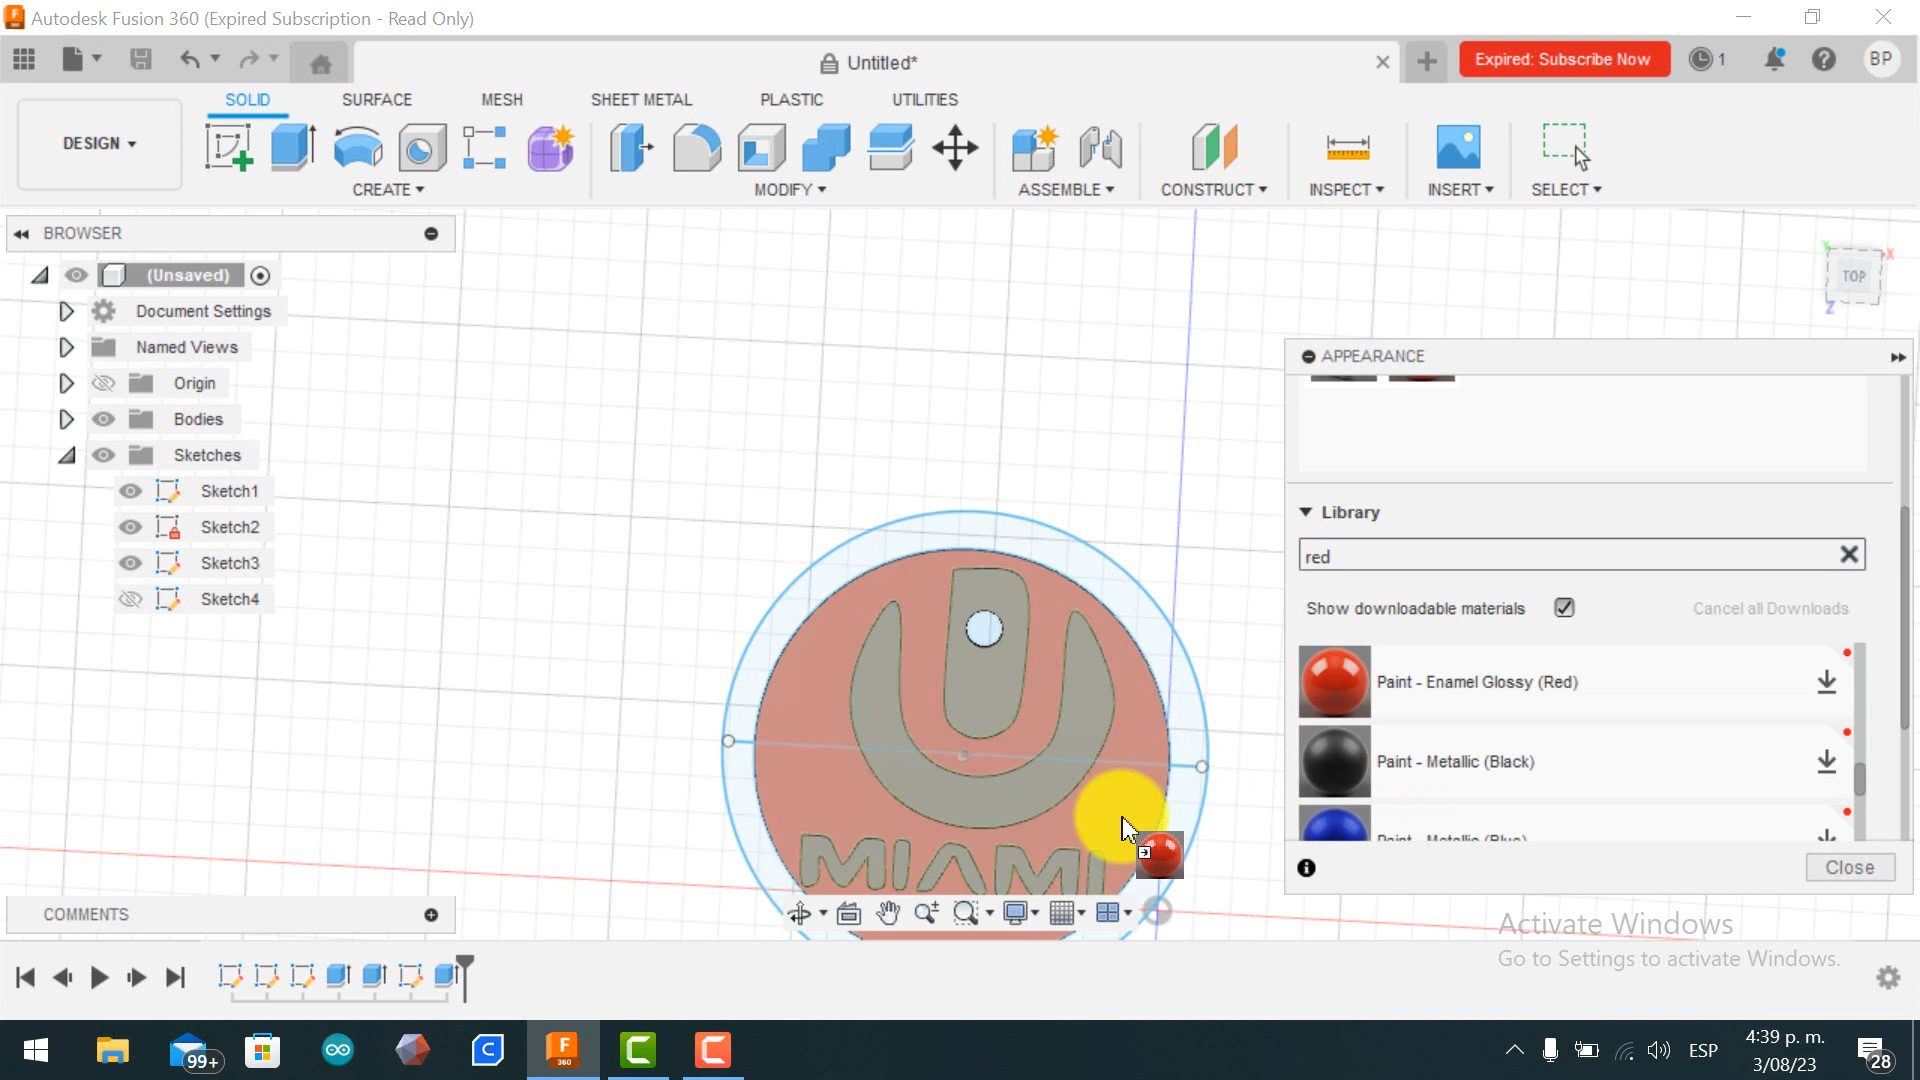 Autodesk Fusion 360 (Expired Subscription - Read Only)
Untitled*
Expired: Subscribe Now
1
BP
SOLID SURFACE MESH SHEET METAL PLASTIC UTILITIES
DESIGN
CREATE MODIFY ASSEMBLE CONSTRUCT INSPECT INSERT SELECT
BROWSER
(Unsaved)
Document Settings
Named Views
Origin
Bodies
Sketches
Sketch1
Sketch2
Sketch3
Sketch4
TOP
X
Z
MIAMI
APPEARANCE
Library
red
Show downloadable materials
Cancel all Downloads
Paint - Enamel Glossy (Red)
Paint - Metallic (Black)
Paint - Metallic (Blue)
Close
COMMENTS
Activate Windows
Go to Settings to activate Windows.
99+
F
360
ESP
4:39 p. m.
3/08/23
28